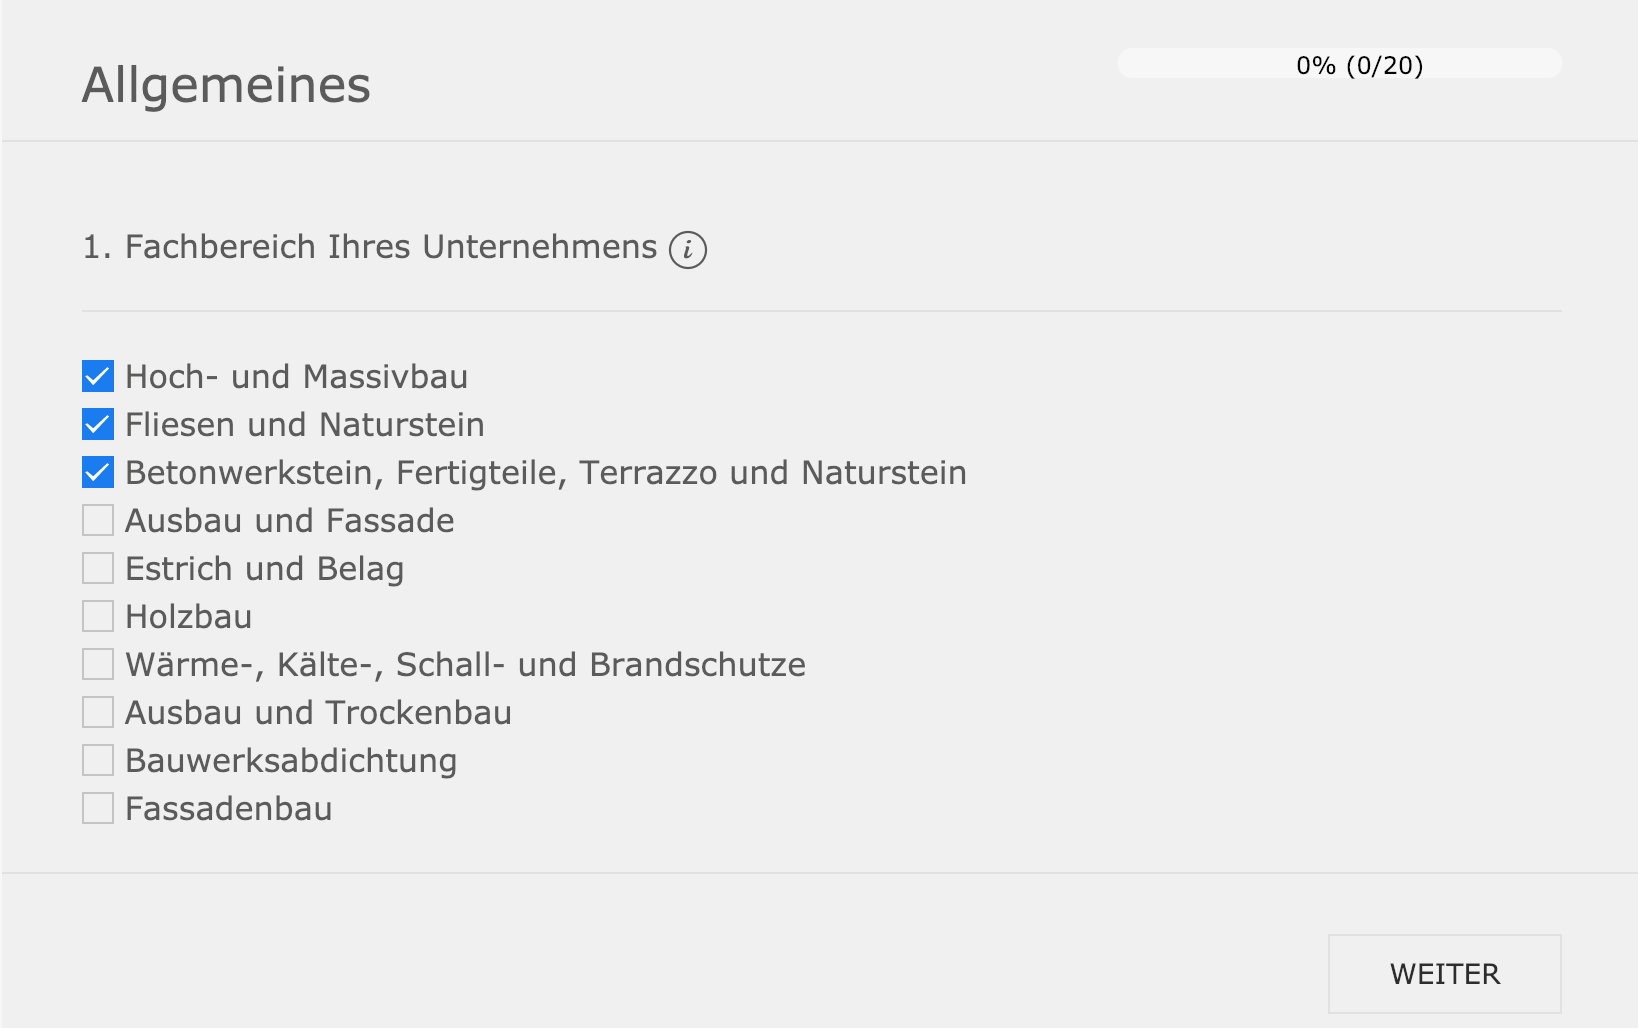 Allgemeines
0% (0/20)
1. Fachbereich Ihres Unternehmens i
Hoch- und Massivbau
Fliesen und Naturstein
Betonwerkstein, Fertigteile, Terrazzo und Naturstein
Ausbau und Fassade
Estrich und Belag
Holzbau
Wärme-, Kälte-, Schall- und Brandschutze
Ausbau und Trockenbau
Bauwerksabdichtung
Fassadenbau
WEITER